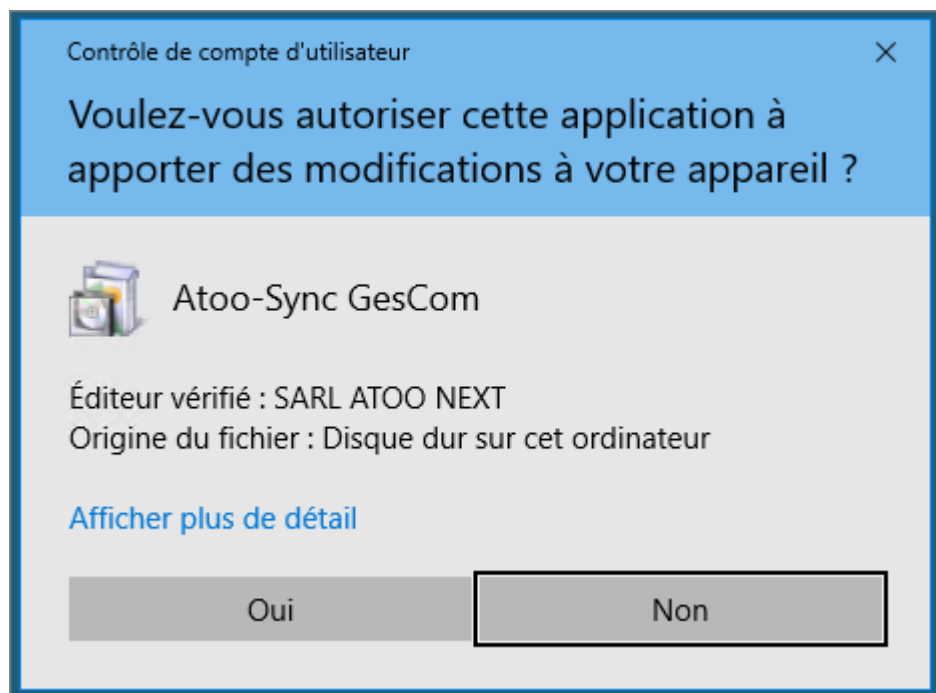 Contrôle de compte d'utilisateur
Voulez-vous autoriser cette application à
apporter des modifications à votre appareil ?
Atoo-Sync GesCom
Éditeur vérifié : SARL ATOO NEXT
Origine du fichier : Disque dur sur cet ordinateur
Afficher plus de détail
Oui
Non